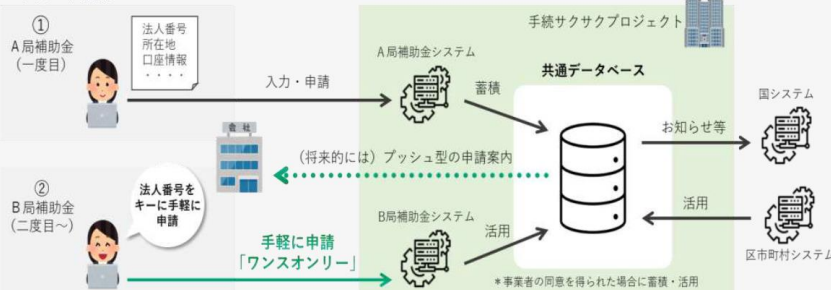 ①
A局補助金
(一度目)
法人番号
所在地
口座情報
・・・・
入力・申請
手続サクサクプロジェクト
A局補助金システム
蓄積
共通データベース
国システム
お知らせ等
会社
(将来的には) プッシュ型の申請案内
②
B局補助金
(二度目~)
法人番号を
キーに手軽に
申請
手軽に申請
「ワンスオンリー」
B局補助金システム
活用
活用
区市町村システム
*事業者の同意を得られた場合に蓄積・活用